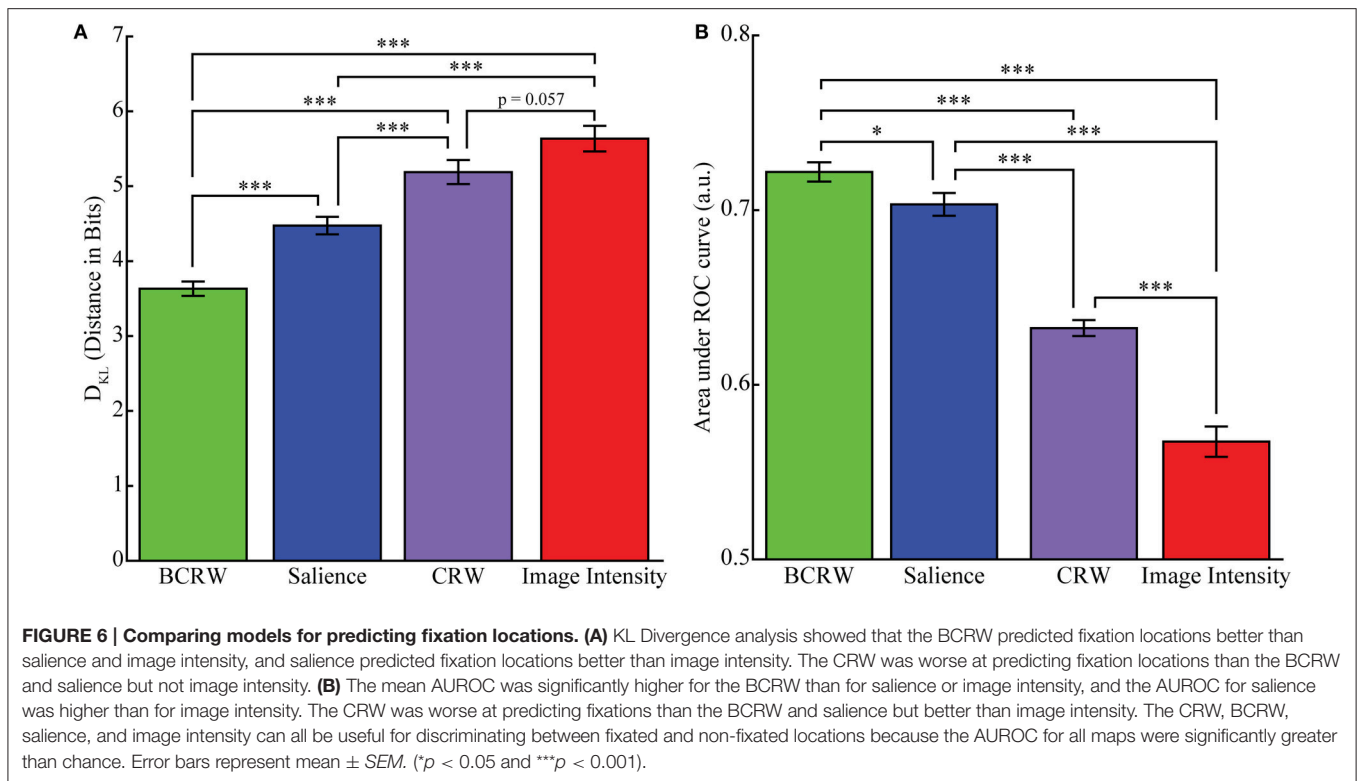 A
7
6
5
4
3
2
1
0
D_KL (Distance in Bits)
***
***
***
p = 0.057
***
***
BCRW Salience CRW Image Intensity
B
0.8
0.7
0.6
0.5
Area under ROC curve (a.u.)
***
***
* ***
***
***
BCRW Salience CRW Image Intensity
FIGURE 6 | Comparing models for predicting fixation locations. (A) KL Divergence analysis showed that the BCRW predicted fixation locations better than
salience and image intensity, and salience predicted fixation locations better than image intensity. The CRW was worse at predicting fixation locations than the BCRW
and salience but not image intensity. (B) The mean AUROC was significantly higher for the BCRW than for salience or image intensity, and the AUROC for salience
was higher than for image intensity. The CRW was worse at predicting fixations than the BCRW and salience but better than image intensity. The CRW, BCRW,
salience, and image intensity can all be useful for discriminating between fixated and non-fixated locations because the AUROC for all maps were significantly greater
than chance. Error bars represent mean ± SEM. (*p < 0.05 and ***p < 0.001).